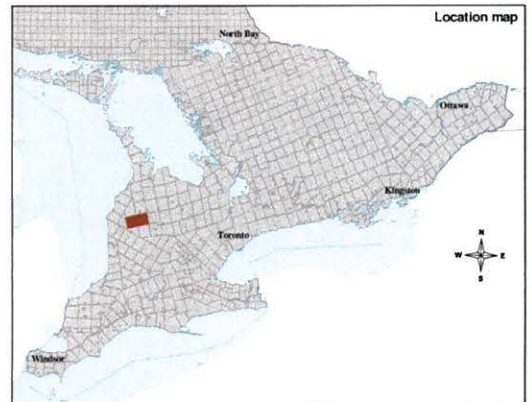 Location map
North Bay
Ottawa
Kingston
Toronto
N
W E
S
Windsor